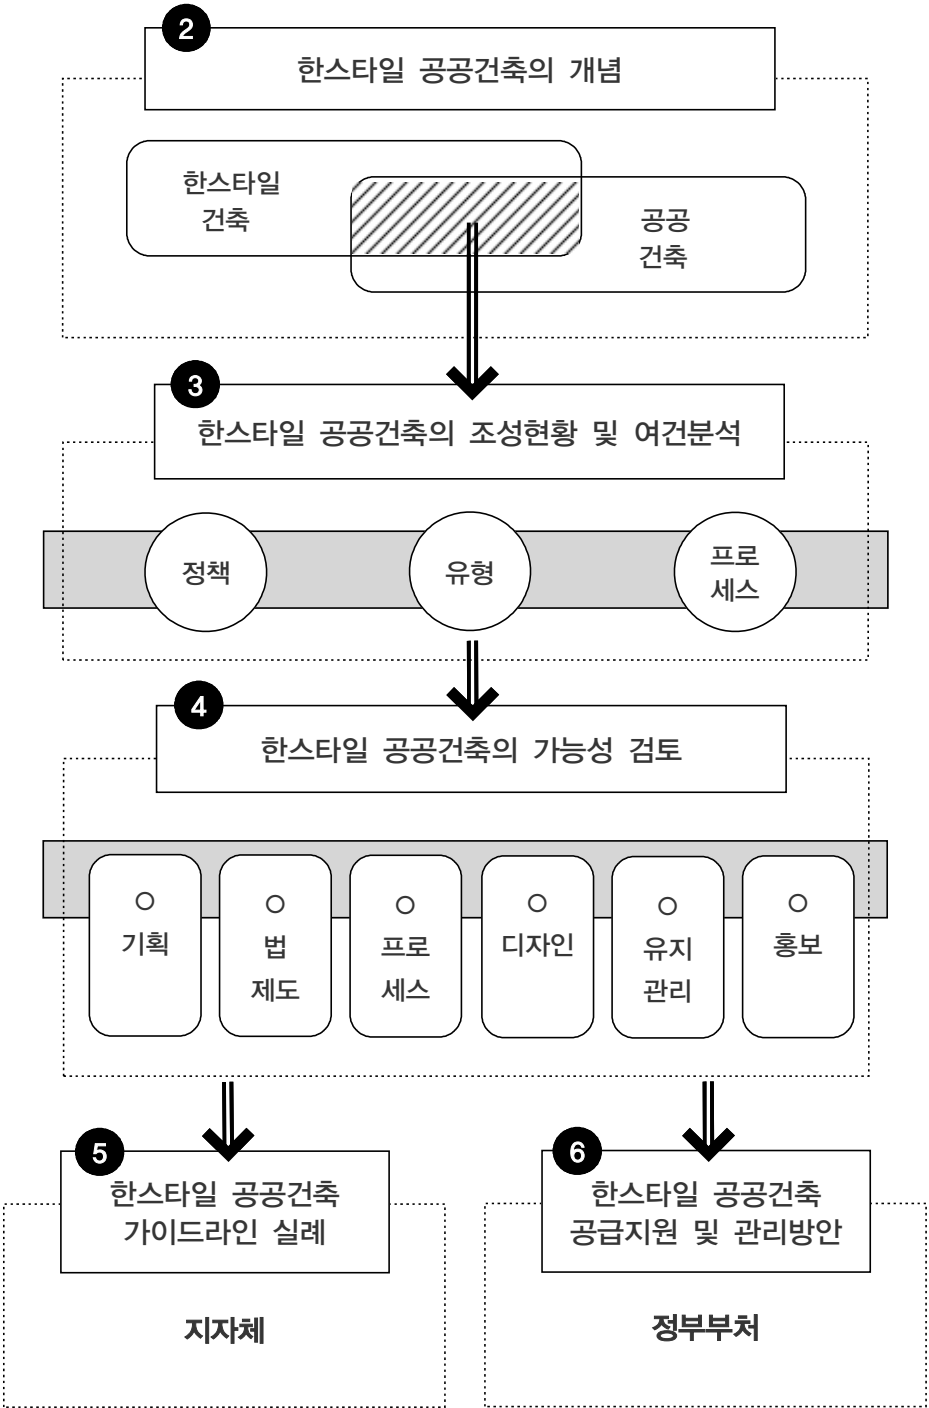 2
한스타일 공공건축의 개념
한스타일
건축
공공
건축
3
한스타일 공공건축의 조성현황 및 여건분석
정책
유형
프로
세스
4
한스타일 공공건축의 가능성 검토
기획
법
제도
프로
세스
디자인
유지
관리
홍보
5
한스타일 공공건축
가이드라인 실례
지자체
6
한스타일 공공건축
공급지원 및 관리방안
정부부처